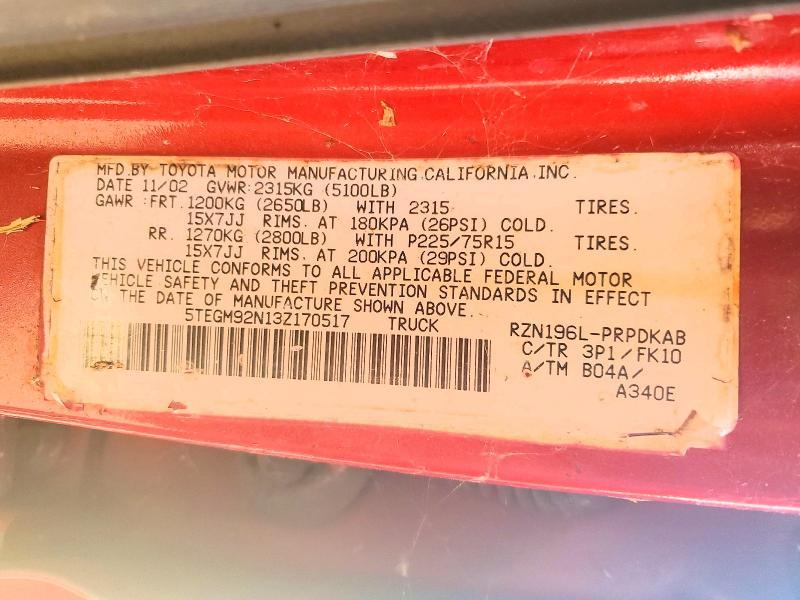 MFD.BY TOYOTA MOTOR MANUFACTURING,CALIFORNIA,INC.
DATE 11/02 GVWR:2315KG (5100LB)
GAWR :FRT. 1200KG (2650LB) WITH 2315 TIRES.
15X7JJ RIMS. AT 180KPA (26PSI) COLD.
RR. 1270KG (2800LB) WITH P225/75R15 TIRES.
15X7JJ RIMS. AT 200KPA (29PSI) COLD.
THIS VEHICLE CONFORMS TO ALL APPLICABLE FEDERAL MOTOR
VEHICLE SAFETY AND THEFT PREVENTION STANDARDS IN EFFECT
ON THE DATE OF MANUFACTURE SHOWN ABOVE.
5TEGM92N13Z170517 TRUCK RZN196L-PRPDKAB
C/TR 3P1/FK10
A/TM B04A/
A340E